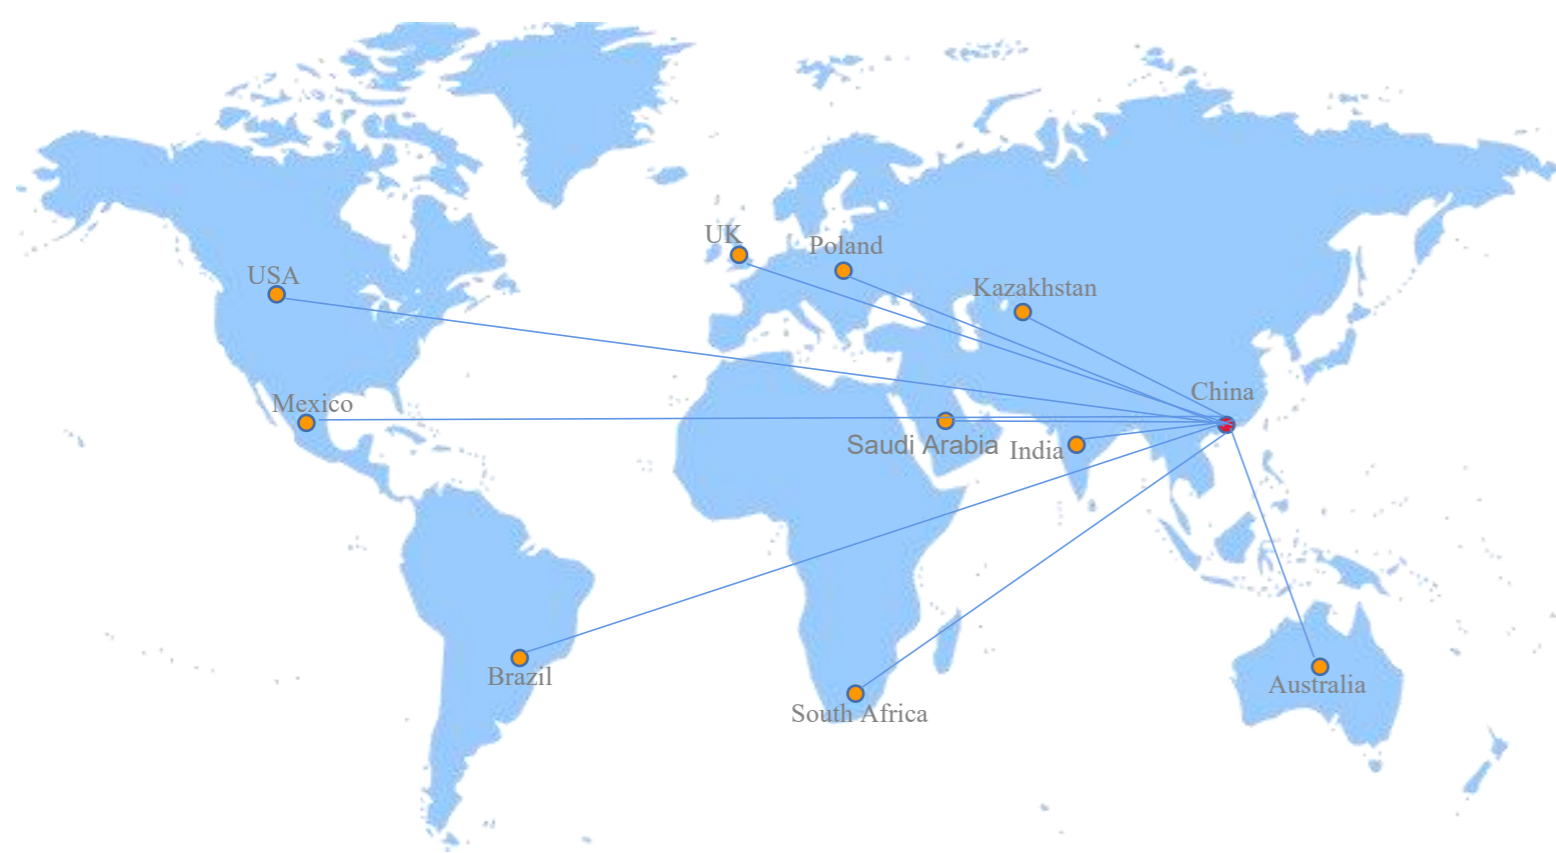 UK
Poland
USA
Kazakhstan
China
Mexico
Saudi Arabia
India
Brazil
South Africa
Australia